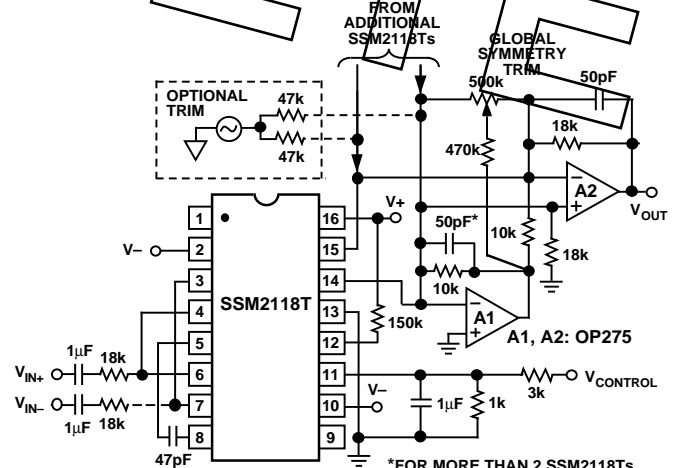 FROM
ADDITIONAL
SSM2118Ts
GLOBAL
SYMMETRY
TRIM
500k
50pF
OPTIONAL
TRIM
47k
47k
18k
470k
−
A2
+
VOUT
V+
50pF*
10k
18k
10k
−
A1
+
A1, A2: OP275
V−
1
2
3
4
5
6
7
8
SSM2118T
16
15
14
13
12
11
10
9
150k
VCONTROL
3k
V−
1µF
1k
1µF
18k
VIN+
VIN−
1µF
18k
47pF
*FOR MORE THAN 2 SSM2118Ts